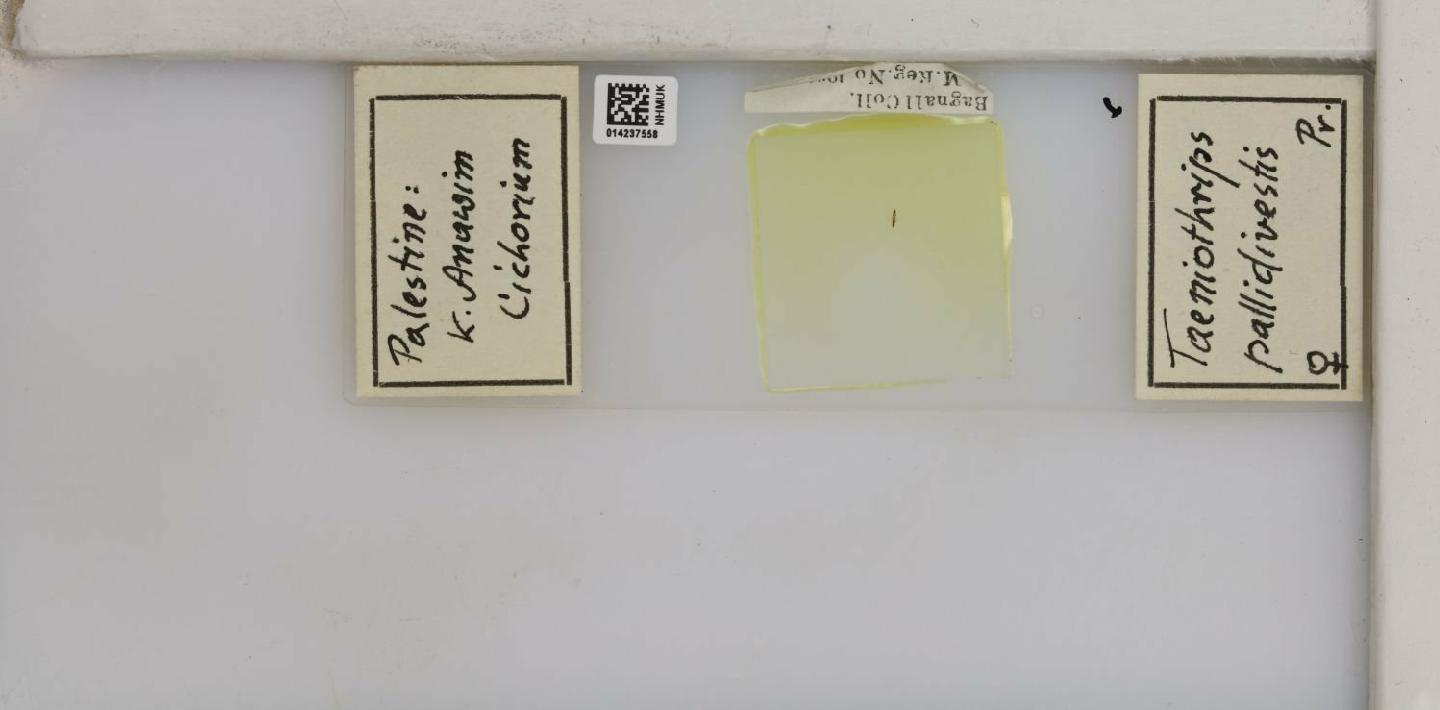 Palestine:
K. Anawim
Cichorium
NHMUK
014237558
Bagnall Coll.
M. Reg. No
Taeniothrips
pallidivestis
♀ Pr.